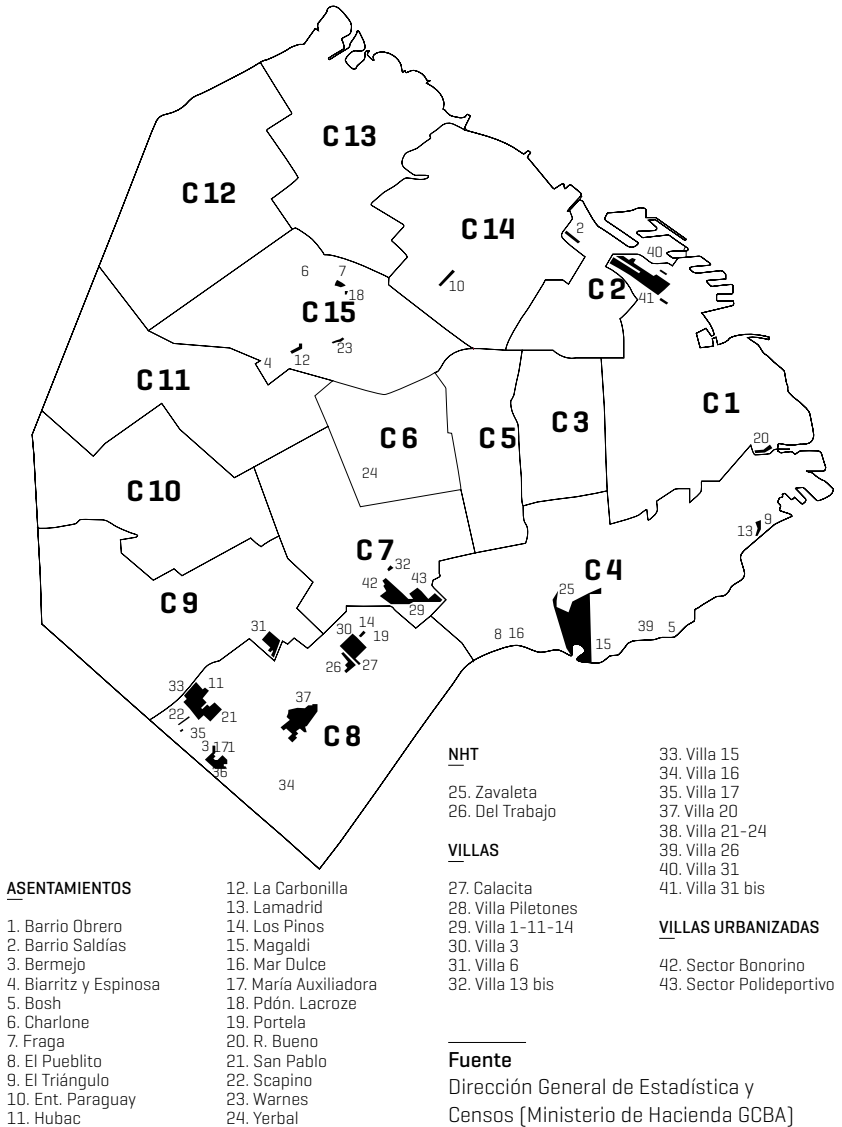 C13
C12
C14
2
40
6
7
18
10
C2
41
C15
4
12
23
C11
C1
C6
C5
C3
20
24
C10
9
13
C7
32
42
43
29
C4
25
C9
31
30
14
19
26
27
8
16
15
39
5
33
11
22
21
37
35
C8
3
17
1
36
34
ASENTAMIENTOS
1. Barrio Obrero
2. Barrio Saldías
3. Bermejo
4. Biarritz y Espinosa
5. Bosh
6. Charlone
7. Fraga
8. El Pueblito
9. El Triángulo
10. Ent. Paraguay
11. Hubac
12. La Carbonilla
13. Lamadrid
14. Los Pinos
15. Magaldi
16. Mar Dulce
17. María Auxiliadora
18. Pdón. Lacroze
19. Portela
20. R. Bueno
21. San Pablo
22. Scapino
23. Warnes
24. Yerbal
NHT
25. Zavaleta
26. Del Trabajo
VILLAS
27. Calacita
28. Villa Piletones
29. Villa 1-11-14
30. Villa 3
31. Villa 6
32. Villa 13 bis
33. Villa 15
34. Villa 16
35. Villa 17
37. Villa 20
38. Villa 21-24
39. Villa 26
40. Villa 31
41. Villa 31 bis
VILLAS URBANIZADAS
42. Sector Bonorino
43. Sector Polideportivo
Fuente
Dirección General de Estadística y
Censos (Ministerio de Hacienda GCBA)